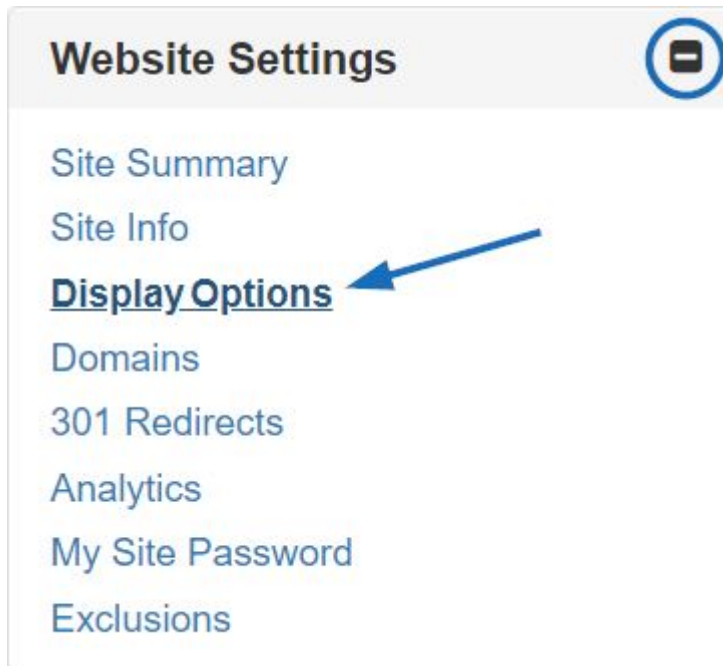 Website Settings
Site Summary
Site Info
Display Options
Domains
301 Redirects
Analytics
My Site Password
Exclusions